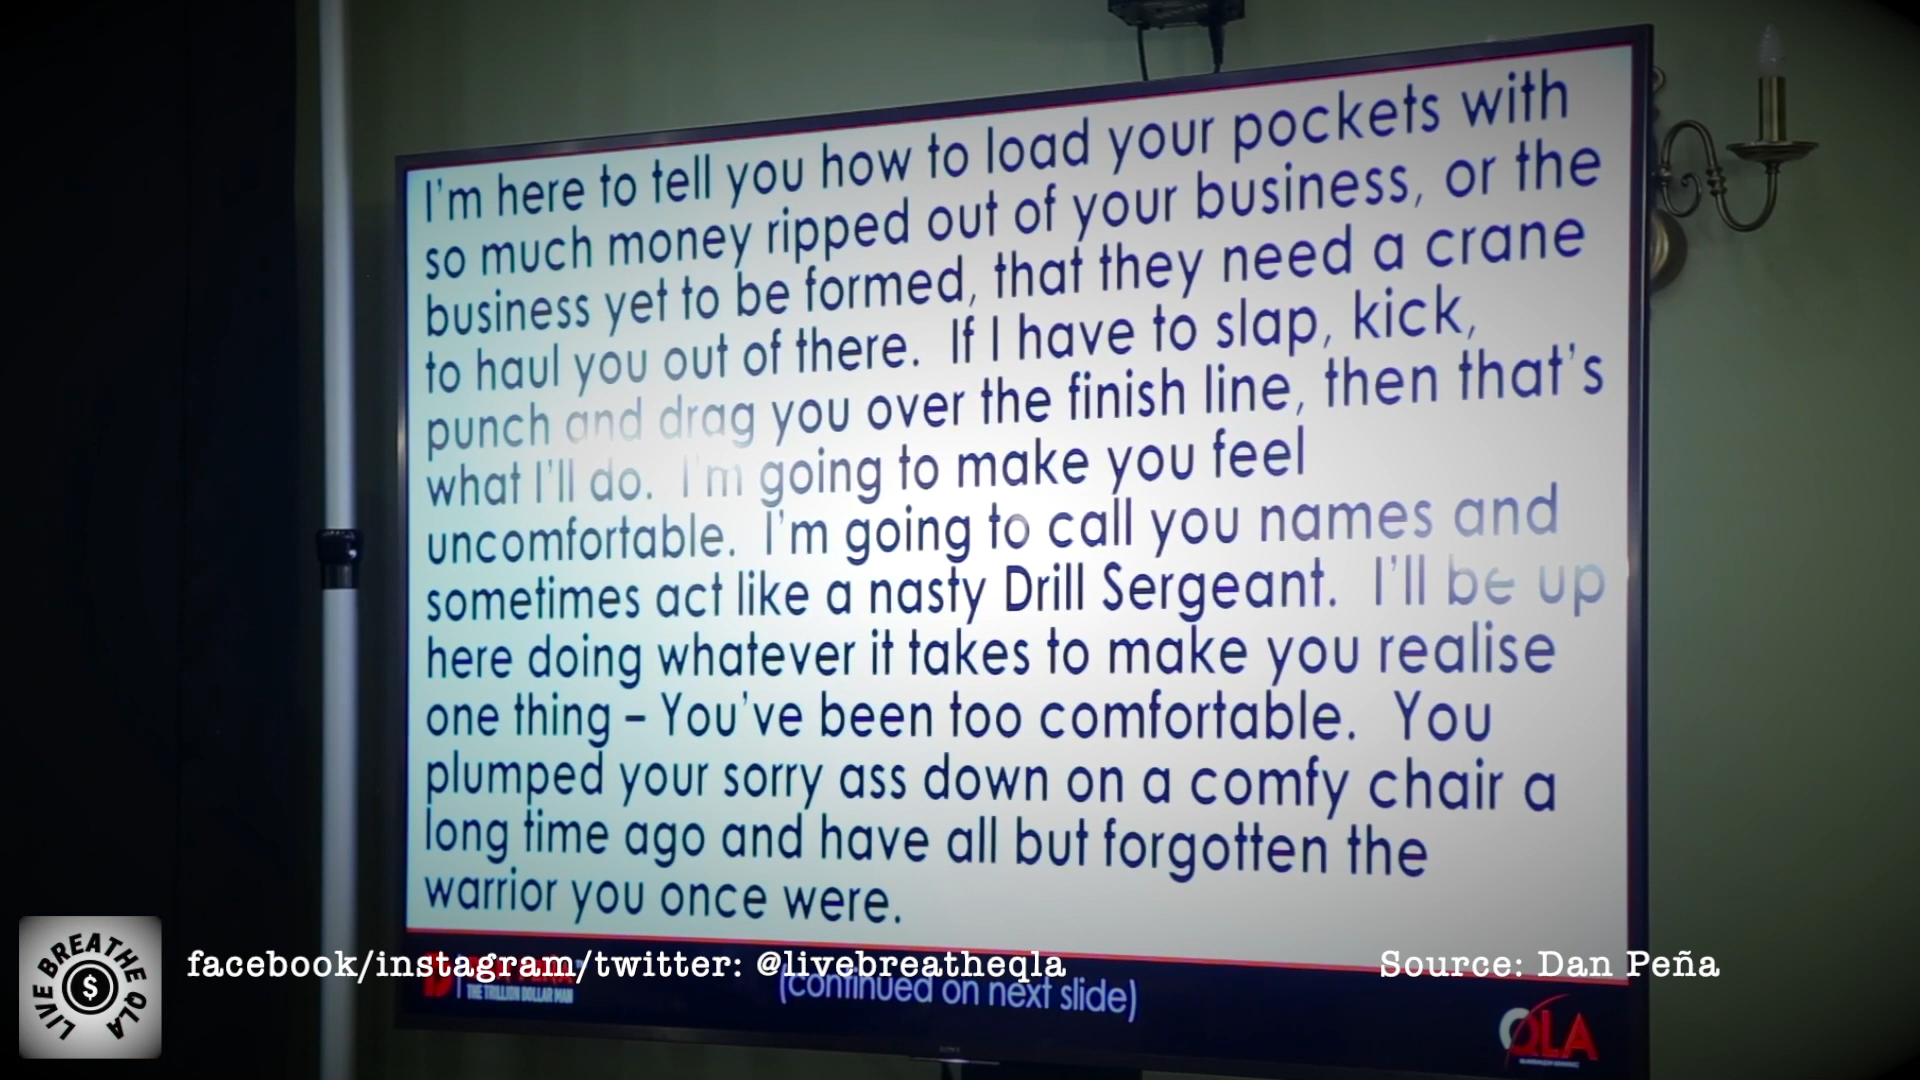 I'm here to tell you how to load your pockets with
so much money ripped out of your business, or the
business yet to be formed, that they need a crane
to haul you out of there. If I have to slap, kick,
punch and drag you over the finish line, then that's
what I'll do. I'm going to make you feel
uncomfortable. I'm going to call you names and
sometimes act like a nasty Drill Sergeant. I'll be up
here doing whatever it takes to make you realise
one thing – You've been too comfortable. You
plumped your sorry ass down on a comfy chair a
long time ago and have all but forgotten the
warrior you once were.
LIVE BREATHE QLA
$
facebook/instagram/twitter: @livebreatheqla
Source: Dan Peña
THE TRILLION DOLLAR MAN
(continued on next slide)
QLA